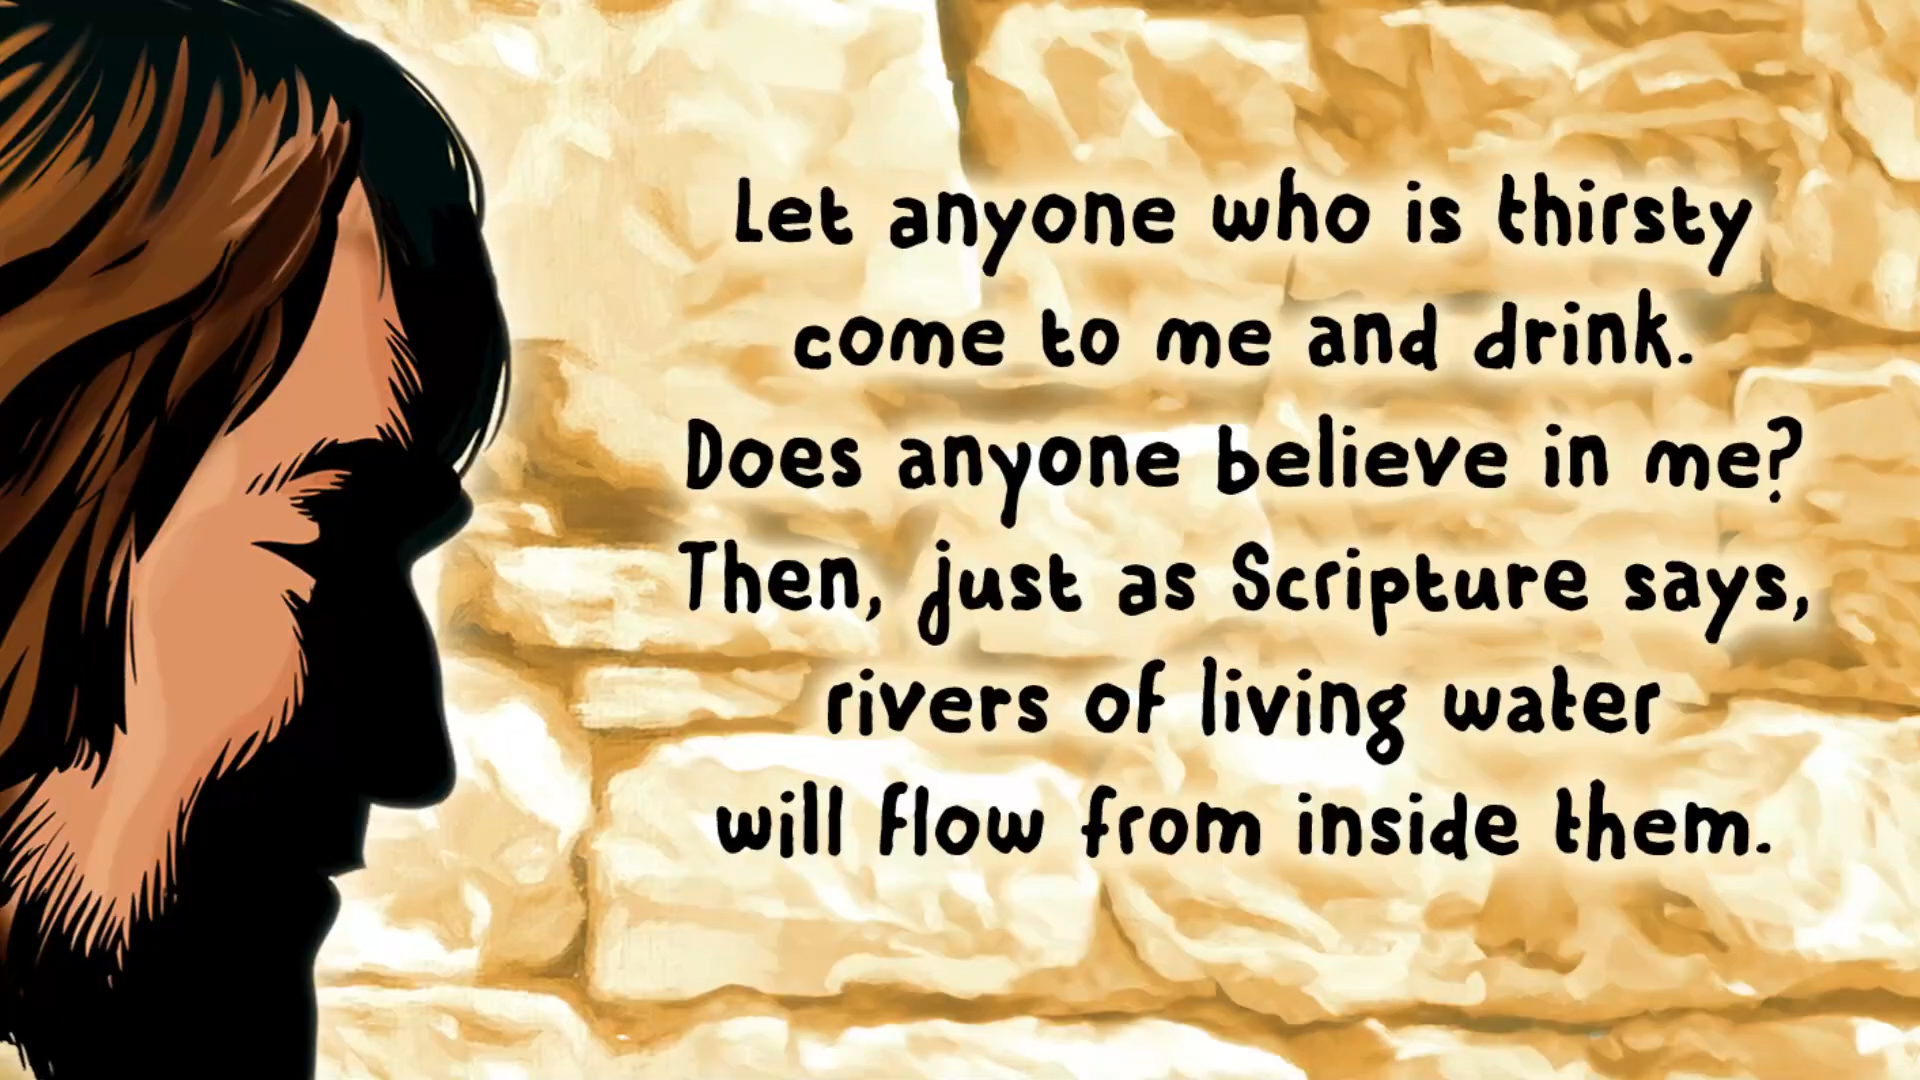 Let anyone who is thirsty
come to me and drink.
Does anyone believe in me?
Then, just as Scripture says,
rivers of living water
will flow from inside them.